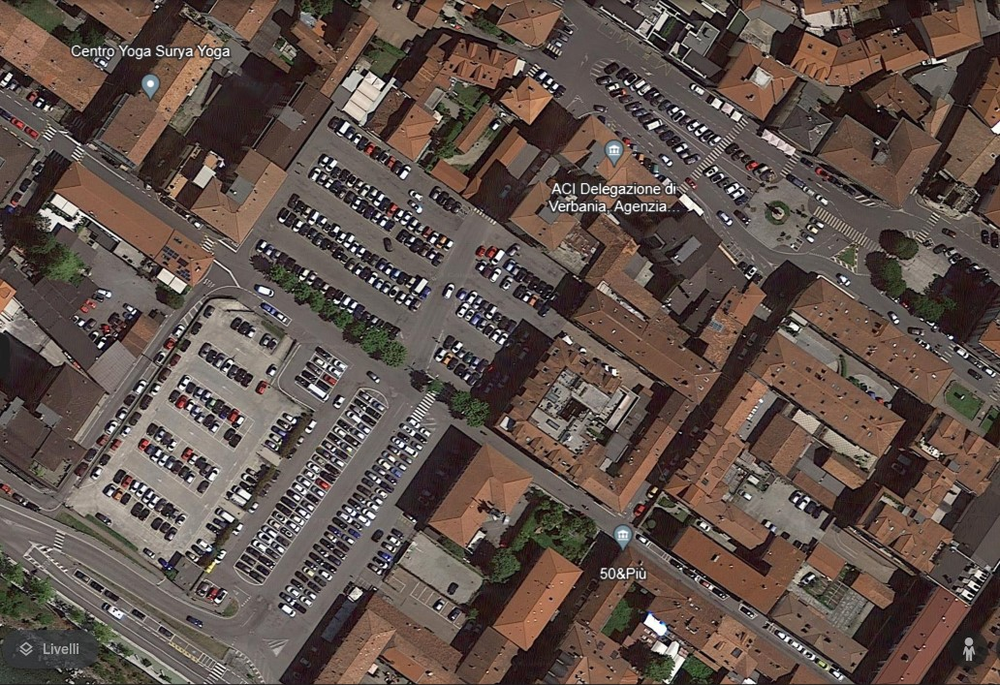 Centro Yoga Surya Yoga
ACI Delegazione di
Verbania, Agenzia...
50&Più
Livelli